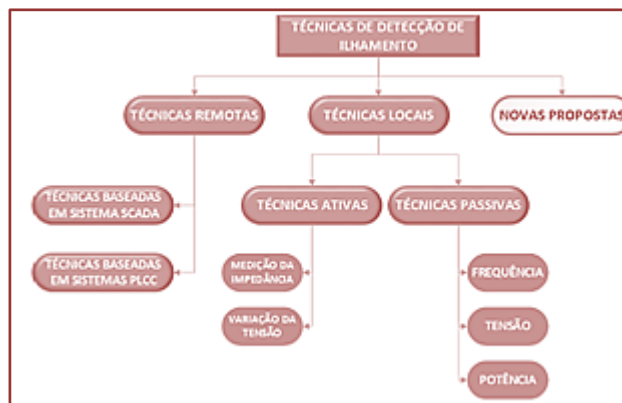 TÉCNICAS DE DETECÇÃO DE
ILHAMENTO
TÉCNICAS REMOTAS
TÉCNICAS LOCAIS
NOVAS PROPOSTAS
TÉCNICAS BASEADAS
EM SISTEMA SCADA
TÉCNICAS BASEADAS
EM SISTEMAS PLCC
TÉCNICAS ATIVAS
TÉCNICAS PASSIVAS
MEDIÇÃO DA
IMPEDÂNCIA
VARIAÇÃO DA
TENSÃO
FREQUÊNCIA
TENSÃO
POTÊNCIA